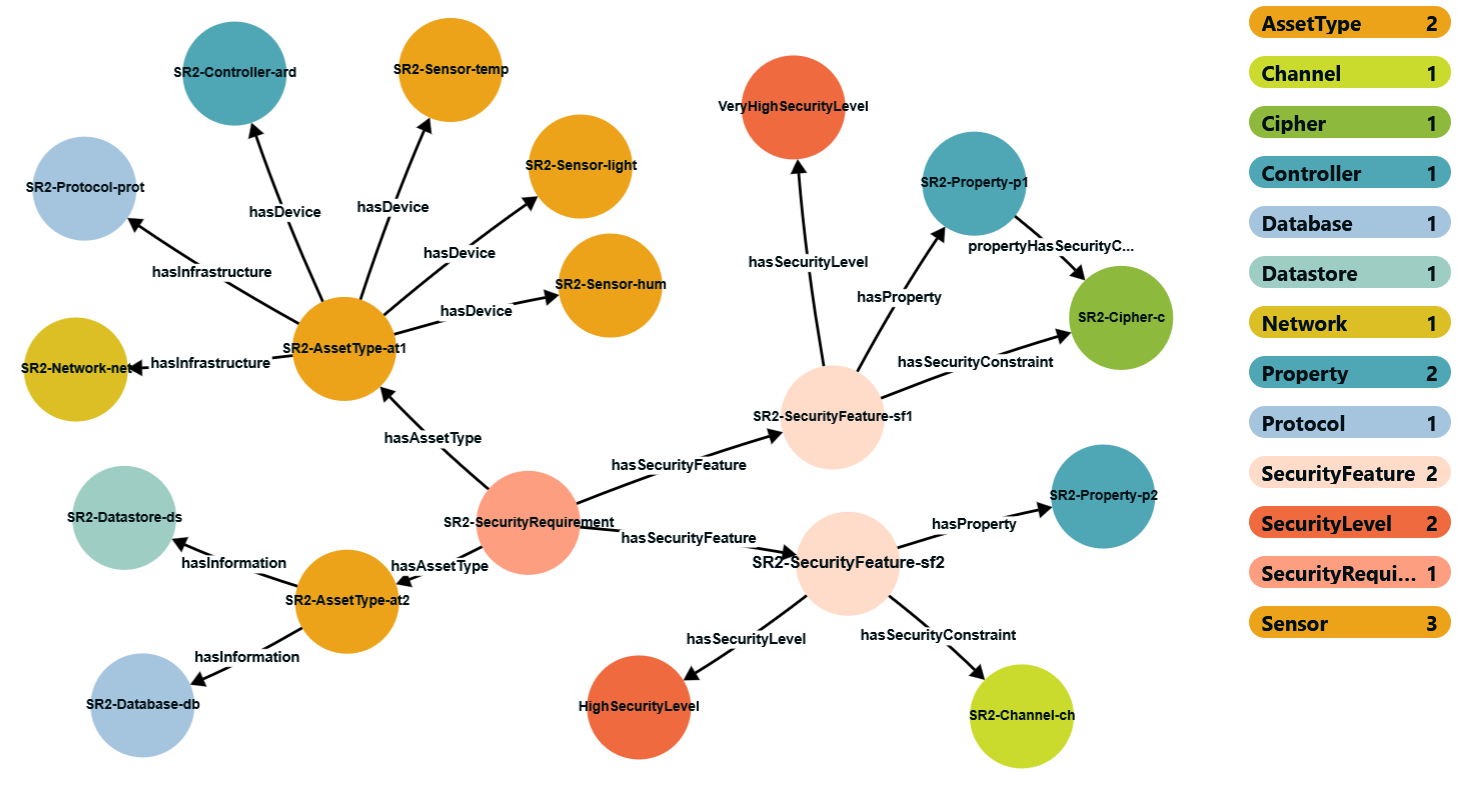 SR2-Controller-ard
SR2-Sensor-temp
VeryHighSecurityLevel
SR2-Sensor-light
SR2-Protocol-prot
SR2-Property-p1
hasDevice
hasDevice
hasDevice
propertyHasSecurityC...
hasSecurityLevel
hasInfrastructure
SR2-Sensor-hum
hasProperty
hasDevice
SR2-Cipher-c
SR2-AssetType-at1
hasInfrastructure
SR2-Network-net
hasSecurityConstraint
SR2-SecurityFeature-sf1
hasAssetType
hasSecurityFeature
SR2-Property-p2
SR2-Datastore-ds
SR2-SecurityRequirement
hasProperty
hasSecurityFeature
hasInformation
hasAssetType
SR2-SecurityFeature-sf2
SR2-AssetType-at2
hasSecurityLevel
hasSecurityConstraint
hasInformation
SR2-Database-db
HighSecurityLevel
SR2-Channel-ch
AssetType 2
Channel 1
Cipher 1
Controller 1
Database 1
Datastore 1
Network 1
Property 2
Protocol 1
SecurityFeature 2
SecurityLevel 2
SecurityRequi... 1
Sensor 3